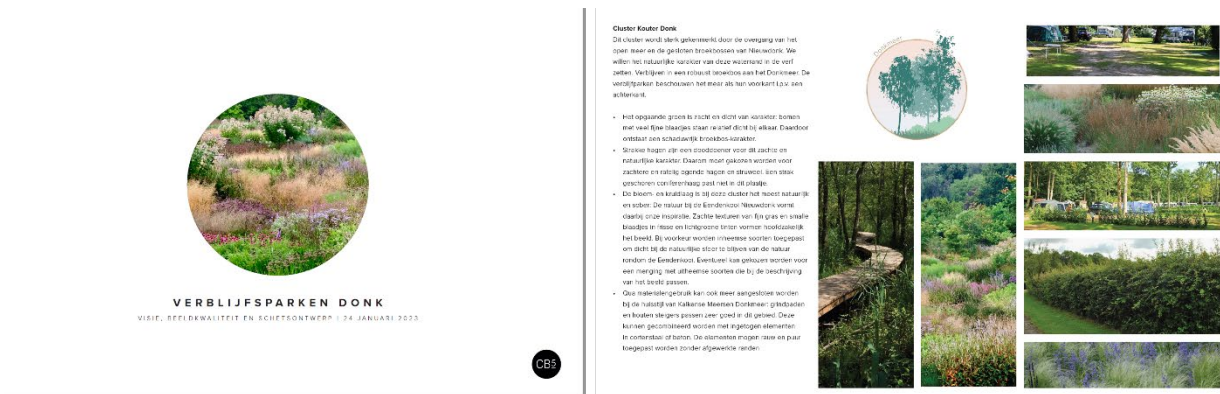 VERBLIJFSPARKEN DONK
VISIE, BEELDKWALITEIT EN SCHETSONTWERP | 24 JANUARI 2023
CB5
Cluster Kouter Donk
Dit cluster wordt sterk gekenmerkt door de overgang van het
open meer en de gesloten broekbossen van Nieuwdonk. We
willen het natuurlijke karakter van deze waterrand in de verf
zetten. Verblijven in een robuust broekbos aan het Donkmeer. De
verblijfparken beschouwen het meer als hun voorkant i.p.v. een
achterkant.
• Het opgaande groen is zacht en dicht van karakter: bomen
met veel fijne blaadjes staan relatief dicht bij elkaar. Daardoor
ontstaat een schaduwrijk broekbos-karakter.
• Strakke hagen zijn een dooddoener voor dit zachte en
natuurlijke karakter. Daarom moet gekozen worden voor
zachtere en rafelig ogende hagen en struweel. Een strak
geschoren coniferenhaag past niet in dit plaatje.
• De bloem- en kruidlaag is bij deze cluster het meest natuurlijk
en sober. De natuur bij de Eendenkooi Nieuwdonk vormt
daarbij onze inspiratie. Zachte texturen van fijn gras en smalle
blaadjes in frisse en lichtgroene tinten vormen hoofdzakelijk
het beeld. Bij voorkeur worden inheemse soorten toegepast
om dicht bij de natuurlijke sfeer te blijven van de natuur
rondom de Eendenkooi. Eventueel kan gekozen worden voor
een menging met uitheemse soorten die bij de beschrijving
van het beeld passen.
• Qua materialengebruik kan ook meer aangesloten worden
bij de huisstijl van Kalkense Meersen Donkmeer: grindpaden
en houten steigers passen zeer goed in dit gebied. Deze
kunnen gecombineerd worden met ingetogen elementen
in cortenstaal of beton. De elementen mogen rauw en puur
toegepast worden zonder afgewerkte randen
Donkmeer